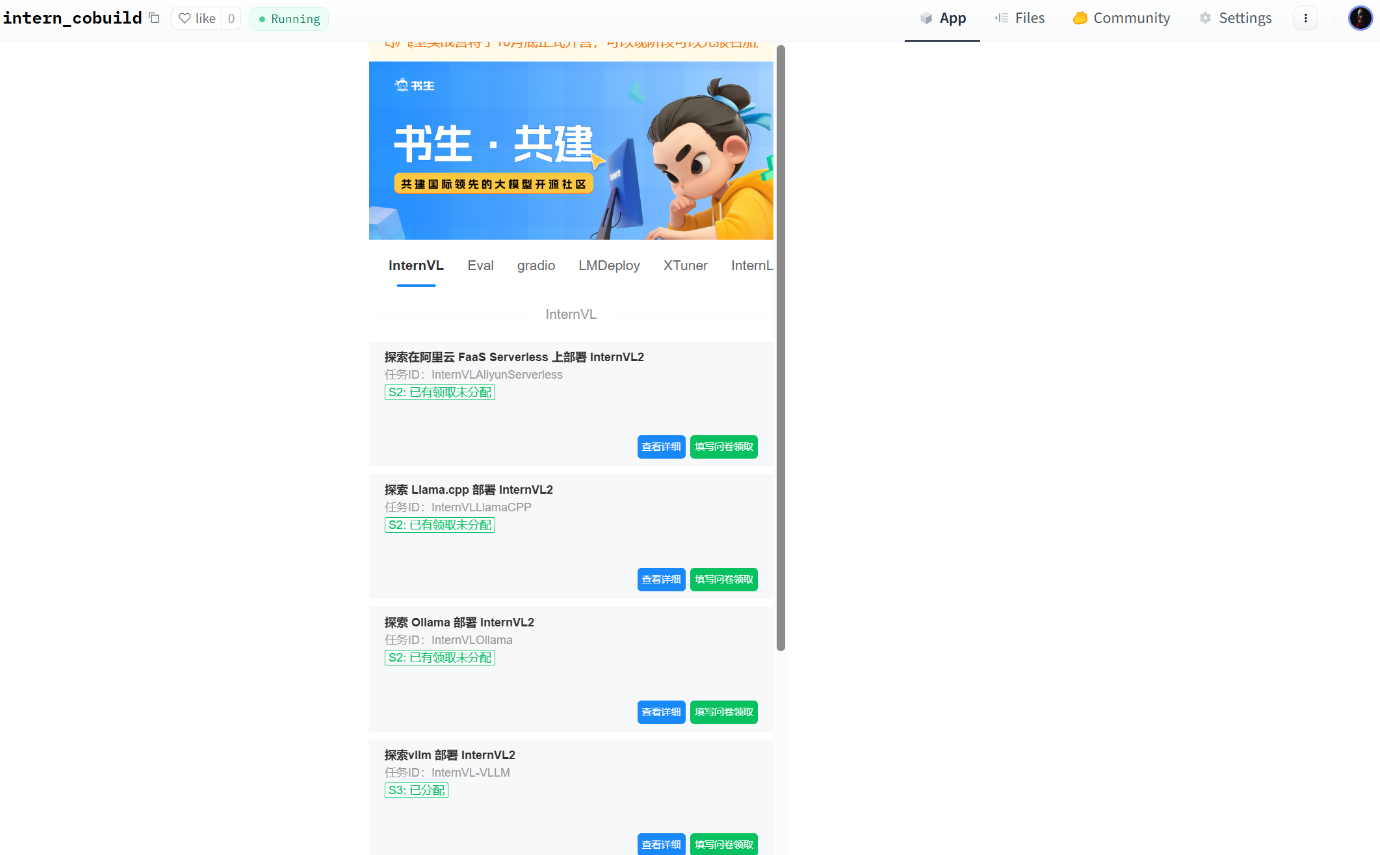 intern_cobuild
like 0
Running
App
Files
Community
Settings
书生
书生·共建
共建国际领先的大模型开源社区
InternVL Eval gradio LMDeploy XTuner InternL
InternVL
探索在阿里云 FaaS Serverless 上部署 InternVL2
任务ID：InternVLAliyunServerless
S2: 已有领取未分配
查看详细 填写问卷领取
探索 Llama.cpp 部署 InternVL2
任务ID：InternVLLlamaCPP
S2: 已有领取未分配
查看详细 填写问卷领取
探索 Ollama 部署 InternVL2
任务ID：InternVLOllama
S2: 已有领取未分配
查看详细 填写问卷领取
探索vllm 部署 InternVL2
任务ID：InternVL-VLLM
S3: 已分配
查看详细 填写问卷领取